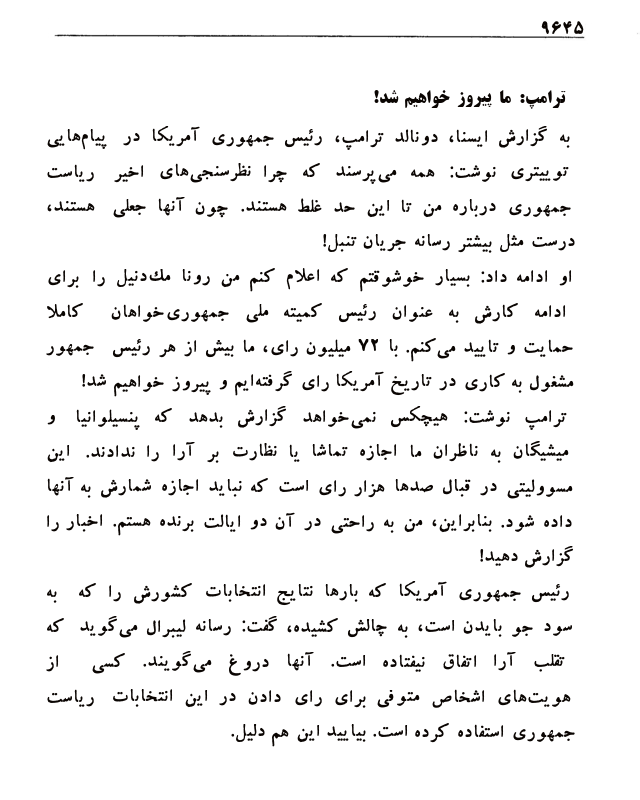 ۹۶۴۵
ترامپ: ما پیروز خواهیم شد!
به گزارش ایسنا، دونالد ترامپ، رئیس جمهوری آمریکا در پیام‌هایی
توییتری نوشت: همه می‌پرسند که چرا نظرسنجی‌های اخیر ریاست
جمهوری درباره من تا این حد غلط هستند. چون آنها جعلی هستند،
درست مثل بیشتر رسانه جریان تنبل!
او ادامه داد: بسیار خوشوقتم که اعلام کنم من رونا مك‌دنیل را برای
ادامه کارش به عنوان رئیس کمیته ملی جمهوری‌خواهان کاملا
حمایت و تایید می‌کنم. با ۷۲ میلیون رای، ما بیش از هر رئیس جمهور
مشغول به کاری در تاریخ آمریکا رای گرفته‌ایم و پیروز خواهیم شد!
ترامپ نوشت: هیچکس نمی‌خواهد گزارش بدهد که پنسیلوانیا و
میشیگان به ناظران ما اجازه تماشا یا نظارت بر آرا را ندادند. این
مسوولیتی در قبال صدها هزار رای است که نباید اجازه شمارش به آنها
داده شود. بنابراین، من به راحتی در آن دو ایالت برنده هستم. اخبار را
گزارش دهید!
رئیس جمهوری آمریکا که بارها نتایج انتخابات کشورش را که به
سود جو بایدن است، به چالش کشیده، گفت: رسانه لیبرال می‌گوید که
تقلب آرا اتفاق نیفتاده است. آنها دروغ می‌گویند. کسی از
هویت‌های اشخاص متوفی برای رای دادن در این انتخابات ریاست
جمهوری استفاده کرده است. بیایید این هم دلیل.